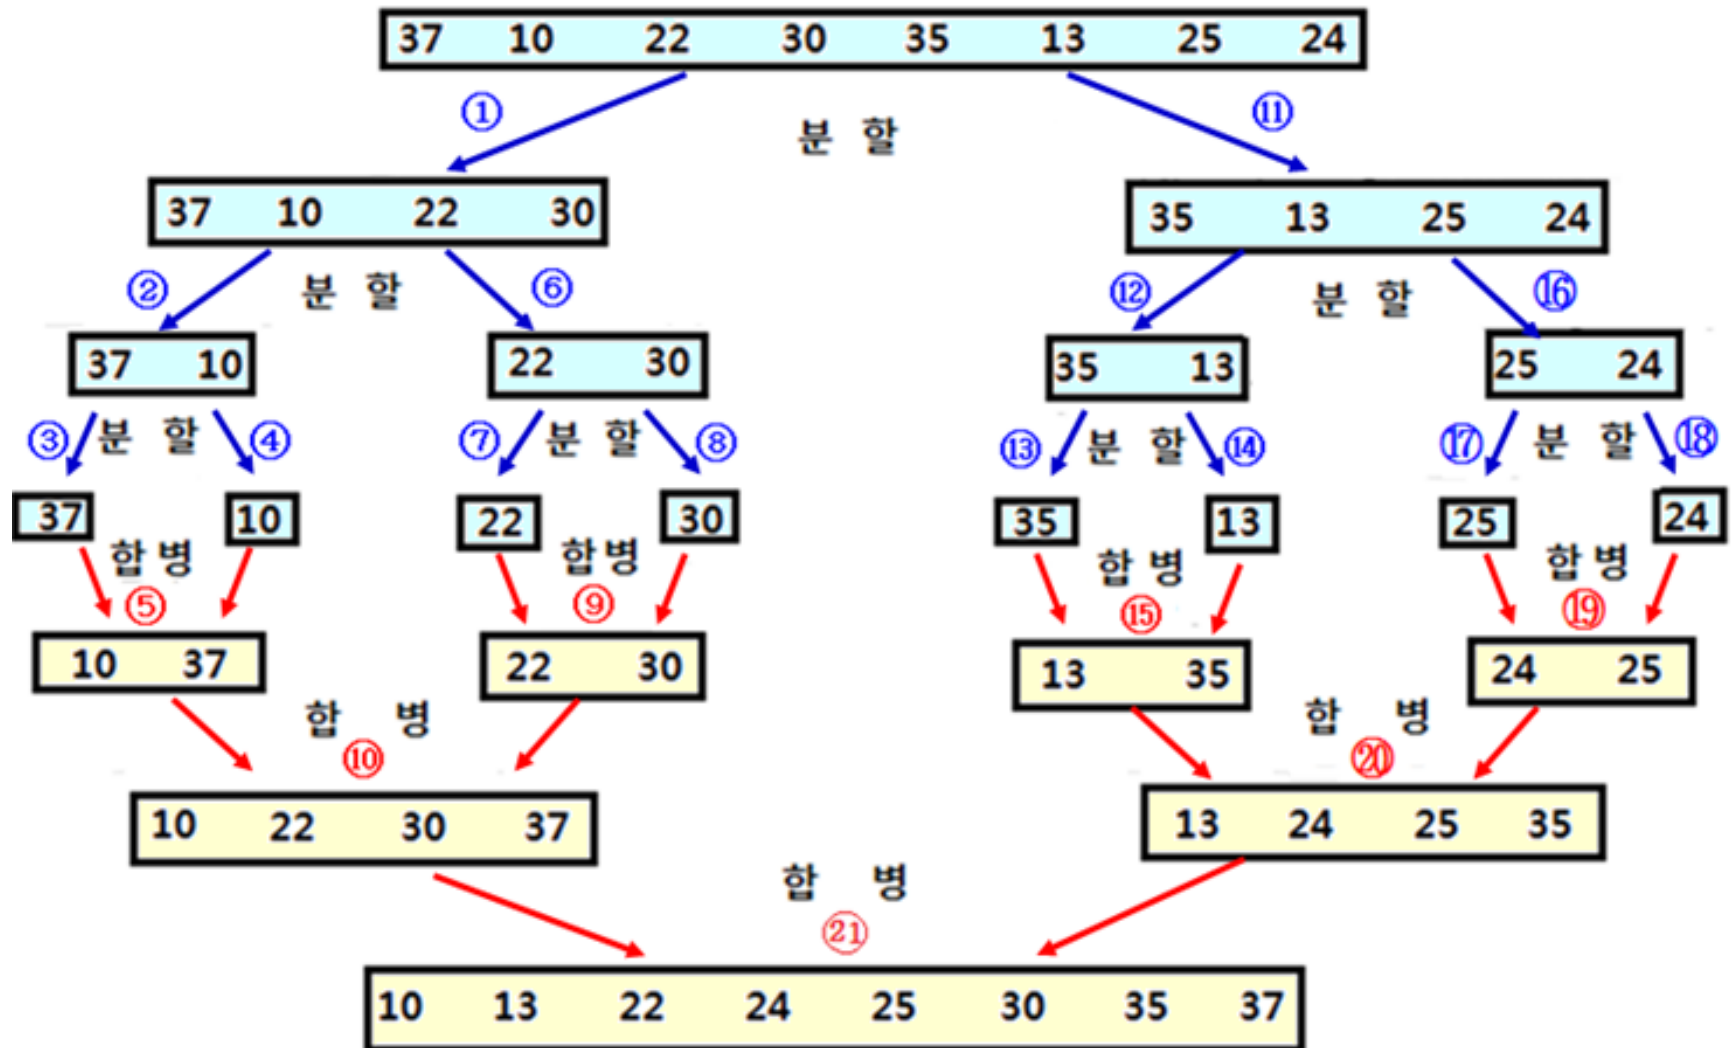 37 10 22 30 35 13 25 24
① 분 할 ⑪
37 10 22 30
35 13 25 24
② 분 할 ⑥
⑫ 분 할 ⑯
37 10
22 30
35 13
25 24
③ 분 할 ④
⑦ 분 할 ⑧
⑬ 분 할 ⑭
⑰ 분 할 ⑱
37 10
22 30
35 13
25 24
합 병
합 병
합 병
합 병
⑤
⑨
⑮
⑲
10 37
22 30
13 35
24 25
합 병
합 병
⑩
⑳
10 22 30 37
13 24 25 35
합 병
㉑
10 13 22 24 25 30 35 37